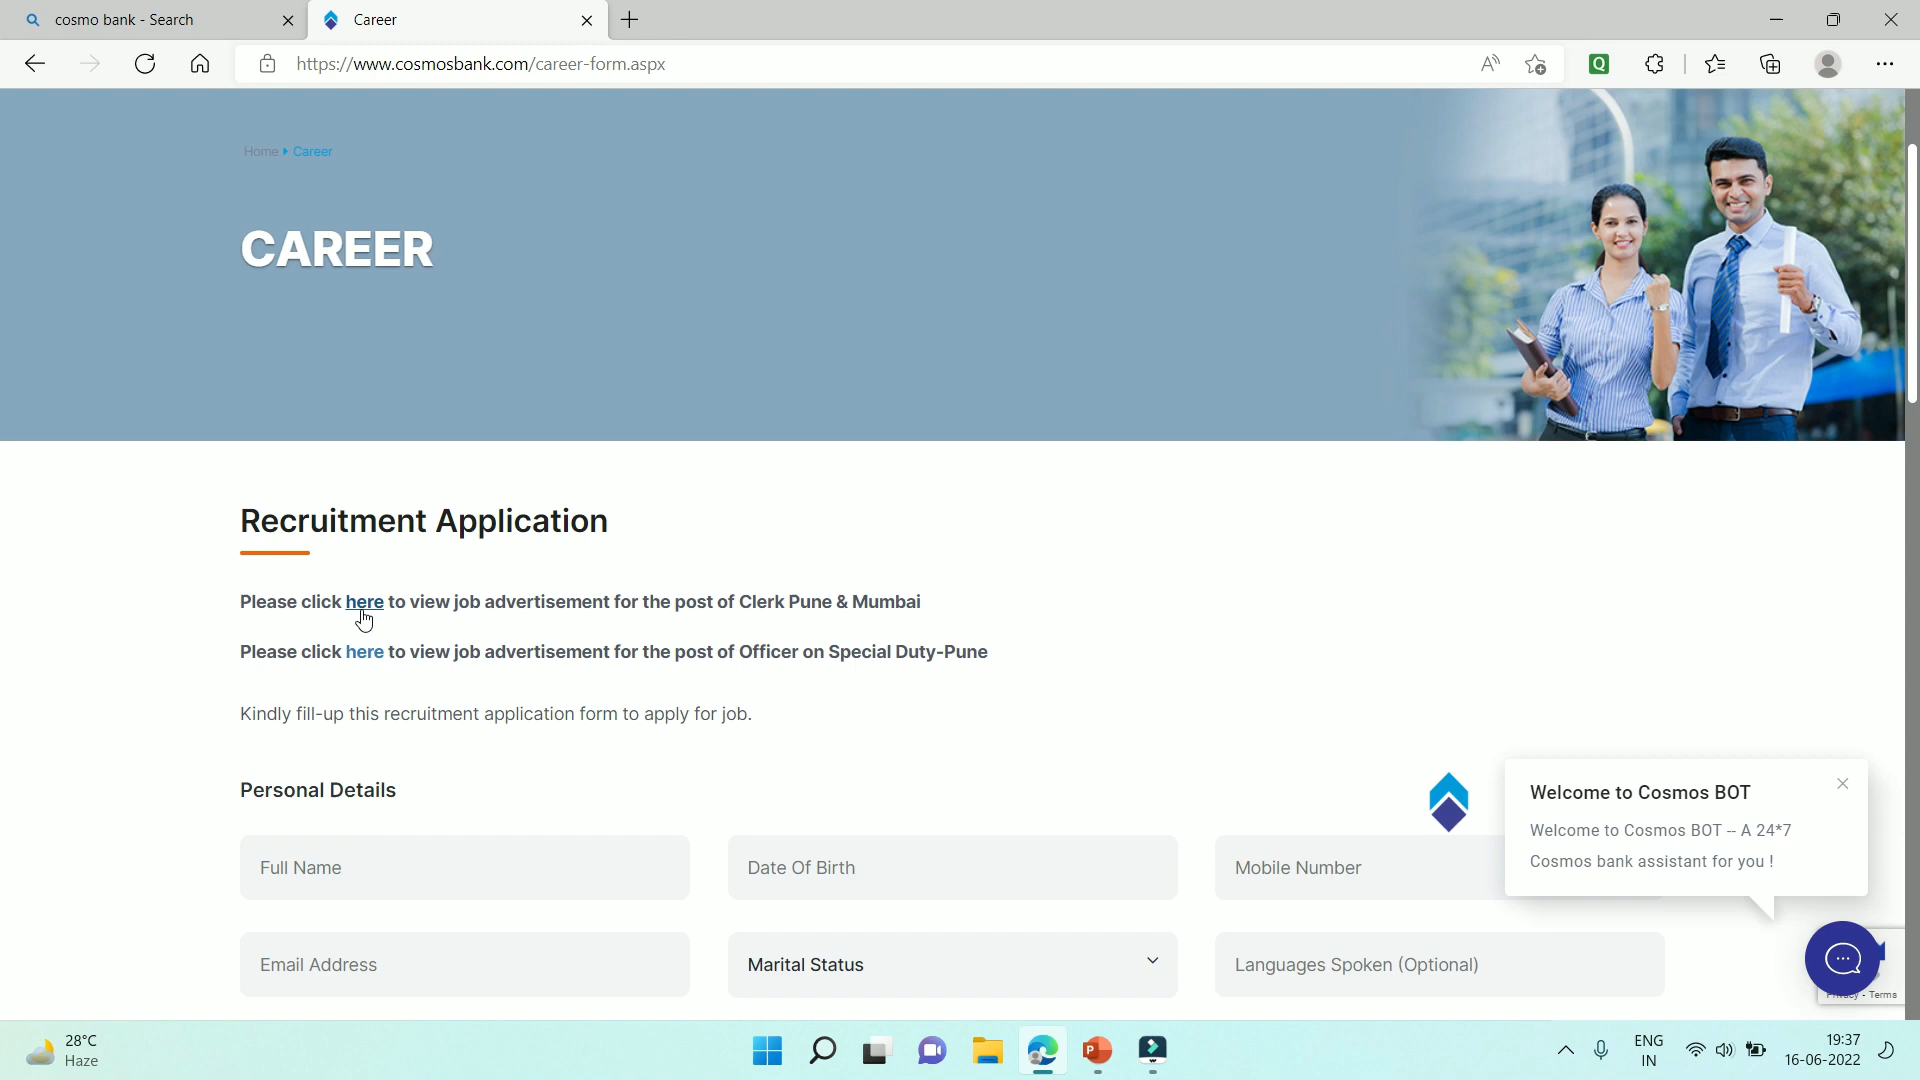 cosmo bank - Search
Career
https://www.cosmosbank.com/career-form.aspx
Home Career
CAREER
Recruitment Application
Please click here to view job advertisement for the post of Clerk Pune & Mumbai
Please click here to view job advertisement for the post of Officer on Special Duty-Pune
Kindly fill-up this recruitment application form to apply for job.
Personal Details
Full Name
Date Of Birth
Mobile Number
Email Address
Marital Status
Languages Spoken (Optional)
Welcome to Cosmos BOT
Welcome to Cosmos BOT -- A 24*7
Cosmos bank assistant for you !
Privacy - Terms
28°C
Haze
ENG
IN
19:37
16-06-2022